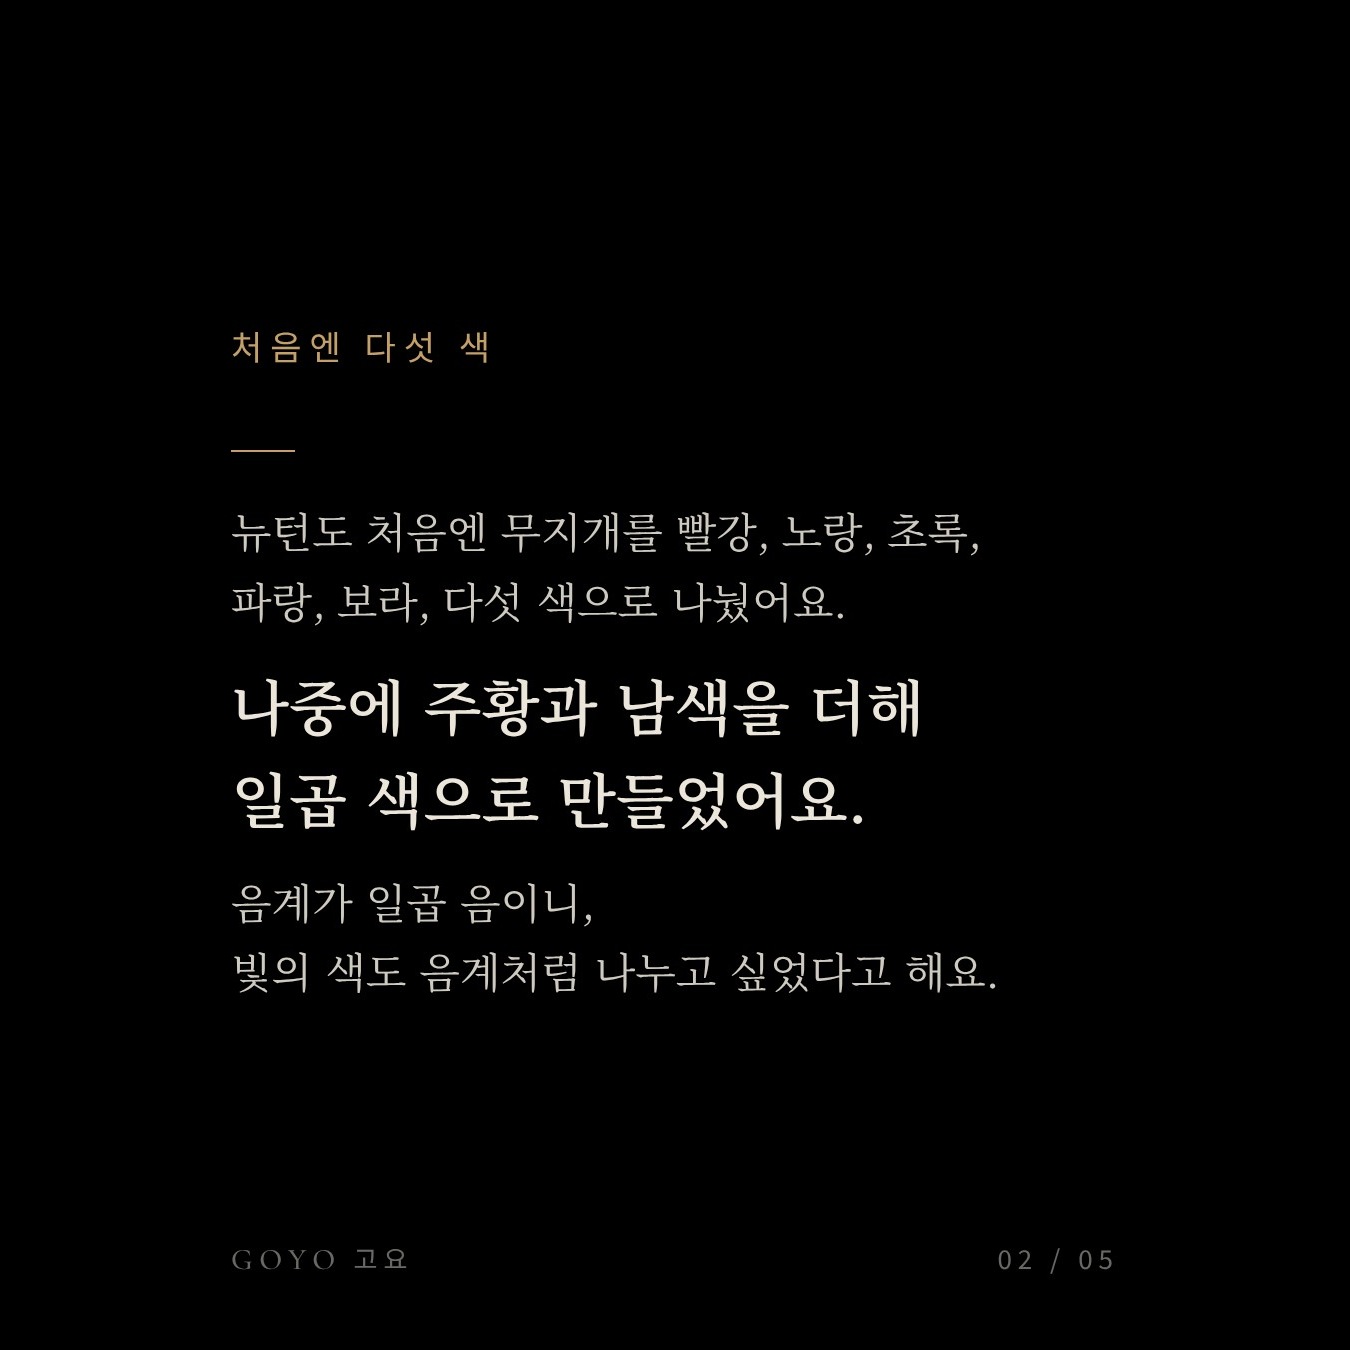 처음엔 다섯 색
뉴턴도 처음엔 무지개를 빨강, 노랑, 초록,
파랑, 보라, 다섯 색으로 나눴어요.
나중에 주황과 남색을 더해
일곱 색으로 만들었어요.
음계가 일곱 음이니,
빛의 색도 음계처럼 나누고 싶었다고 해요.
GOYO 고요
02 / 05